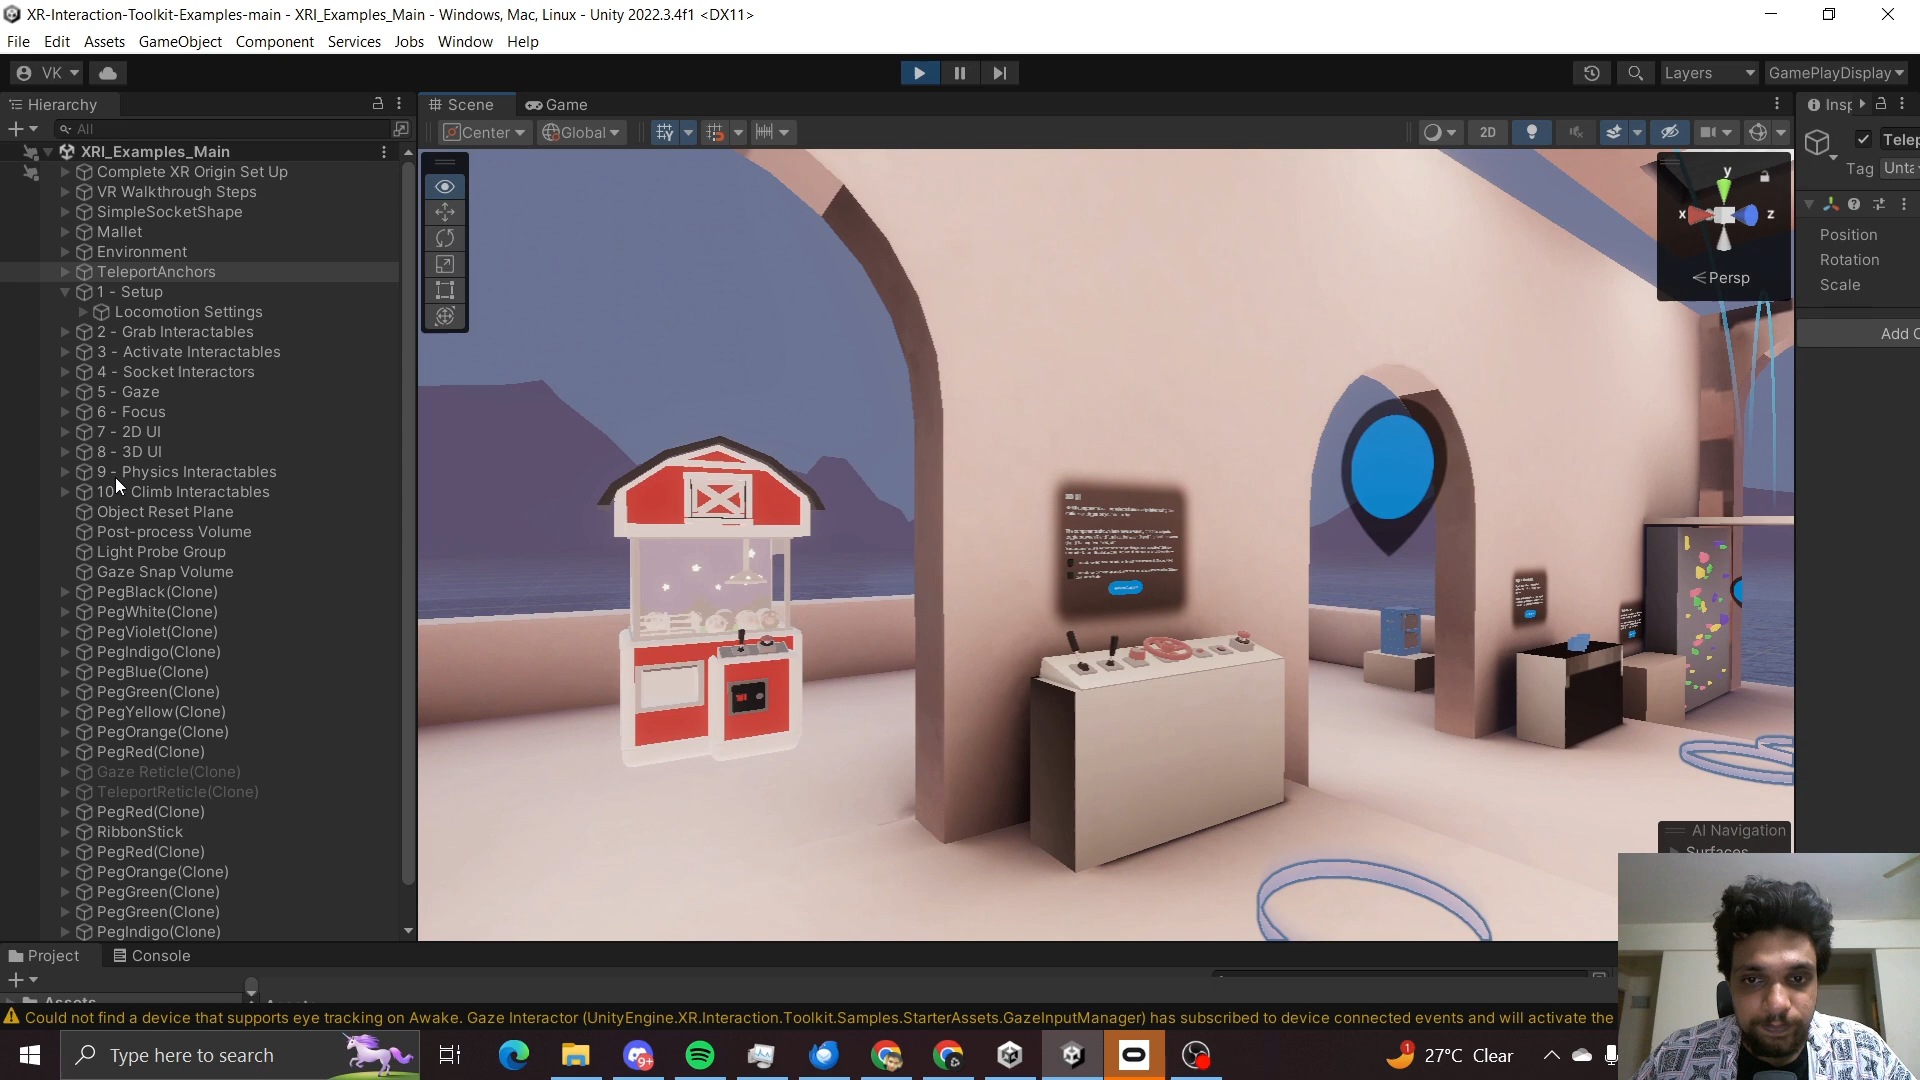 XR-Interaction-Toolkit-Examples-main - XRI_Examples_Main - Windows, Mac, Linux - Unity 2022.3.4f1 <DX11>
File Edit Assets GameObject Component Services Jobs Window Help
VK Layers GamePlayDisplay
Hierarchy Scene Game
All Center Global 2D
XRI_Examples_Main
Complete XR Origin Set Up
VR Walkthrough Steps
SimpleSocketShape
Mallet
Environment
TeleportAnchors
1 - Setup
Locomotion Settings
2 - Grab Interactables
3 - Activate Interactables
4 - Socket Interactors
5 - Gaze
6 - Focus
7 - 2D UI
8 - 3D UI
9 - Physics Interactables
10 Climb Interactables
Object Reset Plane
Post-process Volume
Light Probe Group
Gaze Snap Volume
PegBlack(Clone)
PegWhite(Clone)
PegViolet(Clone)
PegIndigo(Clone)
PegBlue(Clone)
PegGreen(Clone)
PegYellow(Clone)
PegOrange(Clone)
PegRed(Clone)
Gaze Reticle(Clone)
TeleportReticle(Clone)
PegRed(Clone)
RibbonStick
PegRed(Clone)
PegOrange(Clone)
PegGreen(Clone)
PegGreen(Clone)
PegIndigo(Clone)
y
x z
Persp
AI Navigation
Surfaces
Insp
Telep
Tag Unta
Position
Rotation
Scale
Add C
Project Console
Assets
Could not find a device that supports eye tracking on Awake. Gaze Interactor (UnityEngine.XR.Interaction.Toolkit.Samples.StarterAssets.GazeInputManager) has subscribed to device connected events and will activate the
Type here to search 9+ 1 27°C Clear